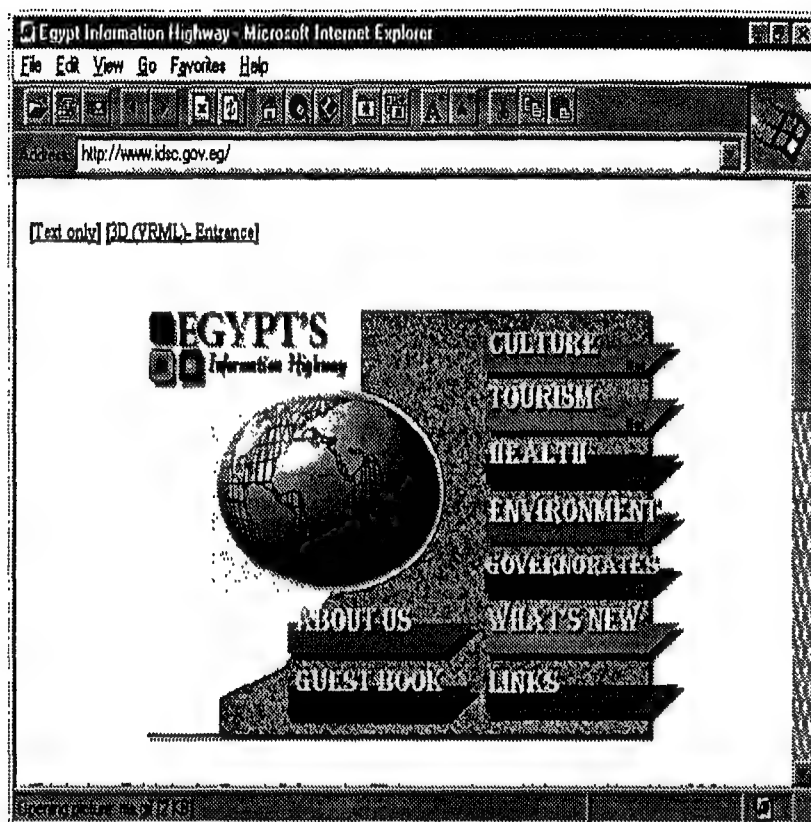 Egypt Information Highway - Microsoft Internet Explorer
File Edit View Go Favorites Help
Address: http://www.idsc.gov.eg/
[Text only] [3D (VRML)- Entrance]
EGYPT'S
Information Highway
CULTURE
TOURISM
HEALTH
ENVIRONMENT
GOVERNORATES
ABOUT US WHAT'S NEW
GUEST BOOK LINKS
Opening picture: